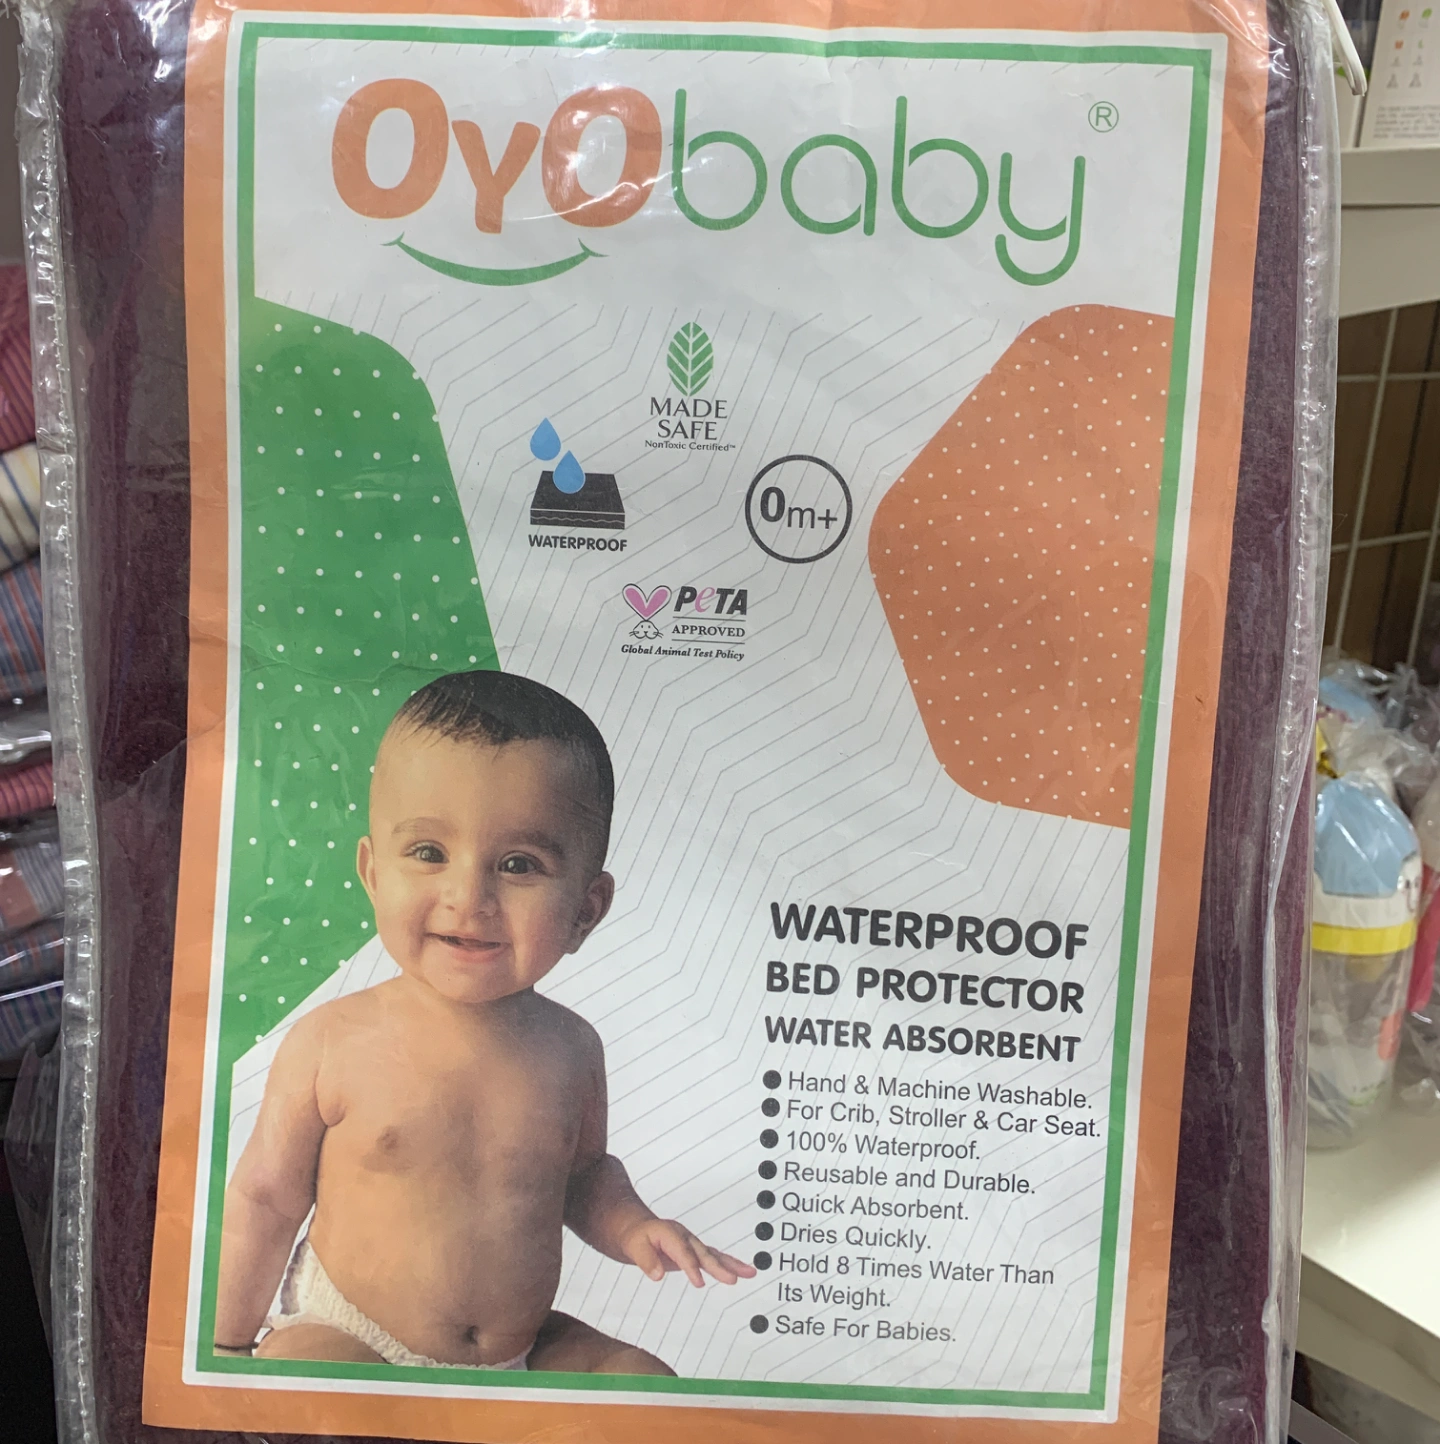 OyO baby ®
MADE
SAFE
NonToxic Certified™
WATERPROOF
0m+
PeTA
APPROVED
Global Animal Test Policy
WATERPROOF
BED PROTECTOR
WATER ABSORBENT
● Hand & Machine Washable.
● For Crib, Stroller & Car Seat.
● 100% Waterproof.
● Reusable and Durable.
● Quick Absorbent.
● Dries Quickly.
● Hold 8 Times Water Than
Its Weight.
● Safe For Babies.